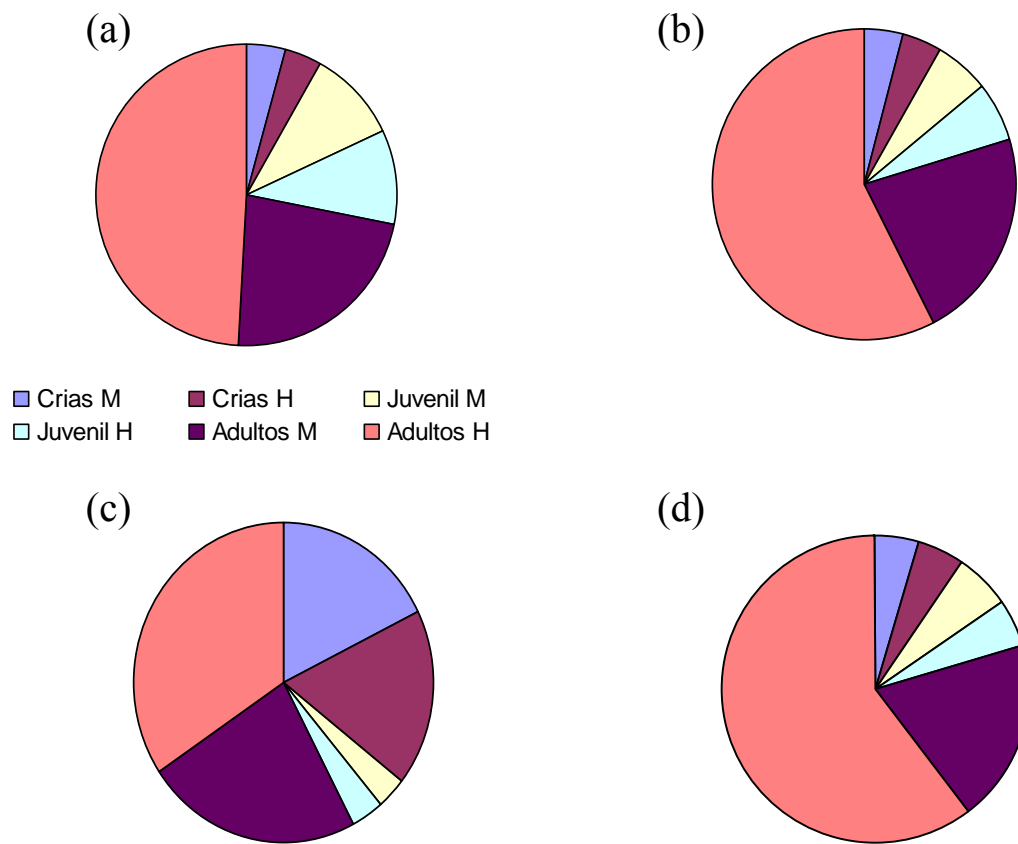 (a)
(b)
Crias M Crias H Juvenil M
Juvenil H Adultos M Adultos H
(c)
(d)